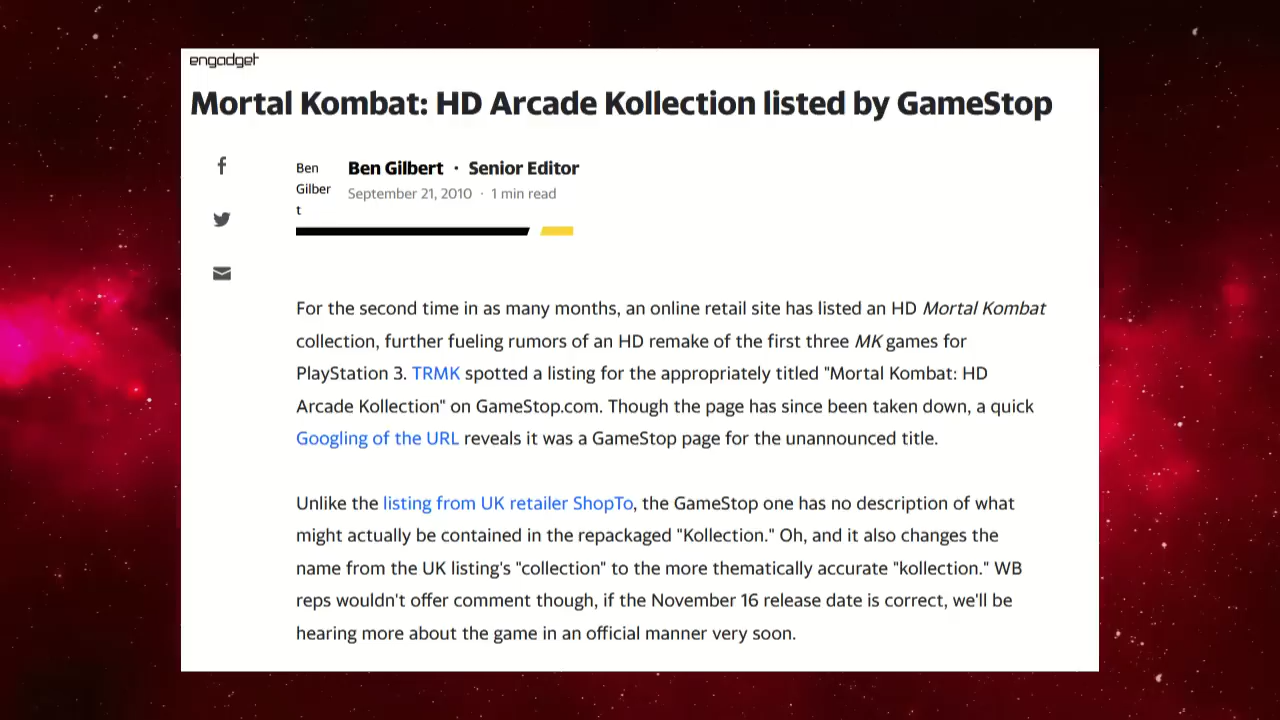 engadget
Mortal Kombat: HD Arcade Kollection listed by GameStop
Ben
Gilber
t
Ben Gilbert · Senior Editor
September 21, 2010 · 1 min read
For the second time in as many months, an online retail site has listed an HD Mortal Kombat
collection, further fueling rumors of an HD remake of the first three MK games for
PlayStation 3. TRMK spotted a listing for the appropriately titled "Mortal Kombat: HD
Arcade Kollection" on GameStop.com. Though the page has since been taken down, a quick
Googling of the URL reveals it was a GameStop page for the unannounced title.
Unlike the listing from UK retailer ShopTo, the GameStop one has no description of what
might actually be contained in the repackaged "Kollection." Oh, and it also changes the
name from the UK listing's "collection" to the more thematically accurate "kollection." WB
reps wouldn't offer comment though, if the November 16 release date is correct, we'll be
hearing more about the game in an official manner very soon.